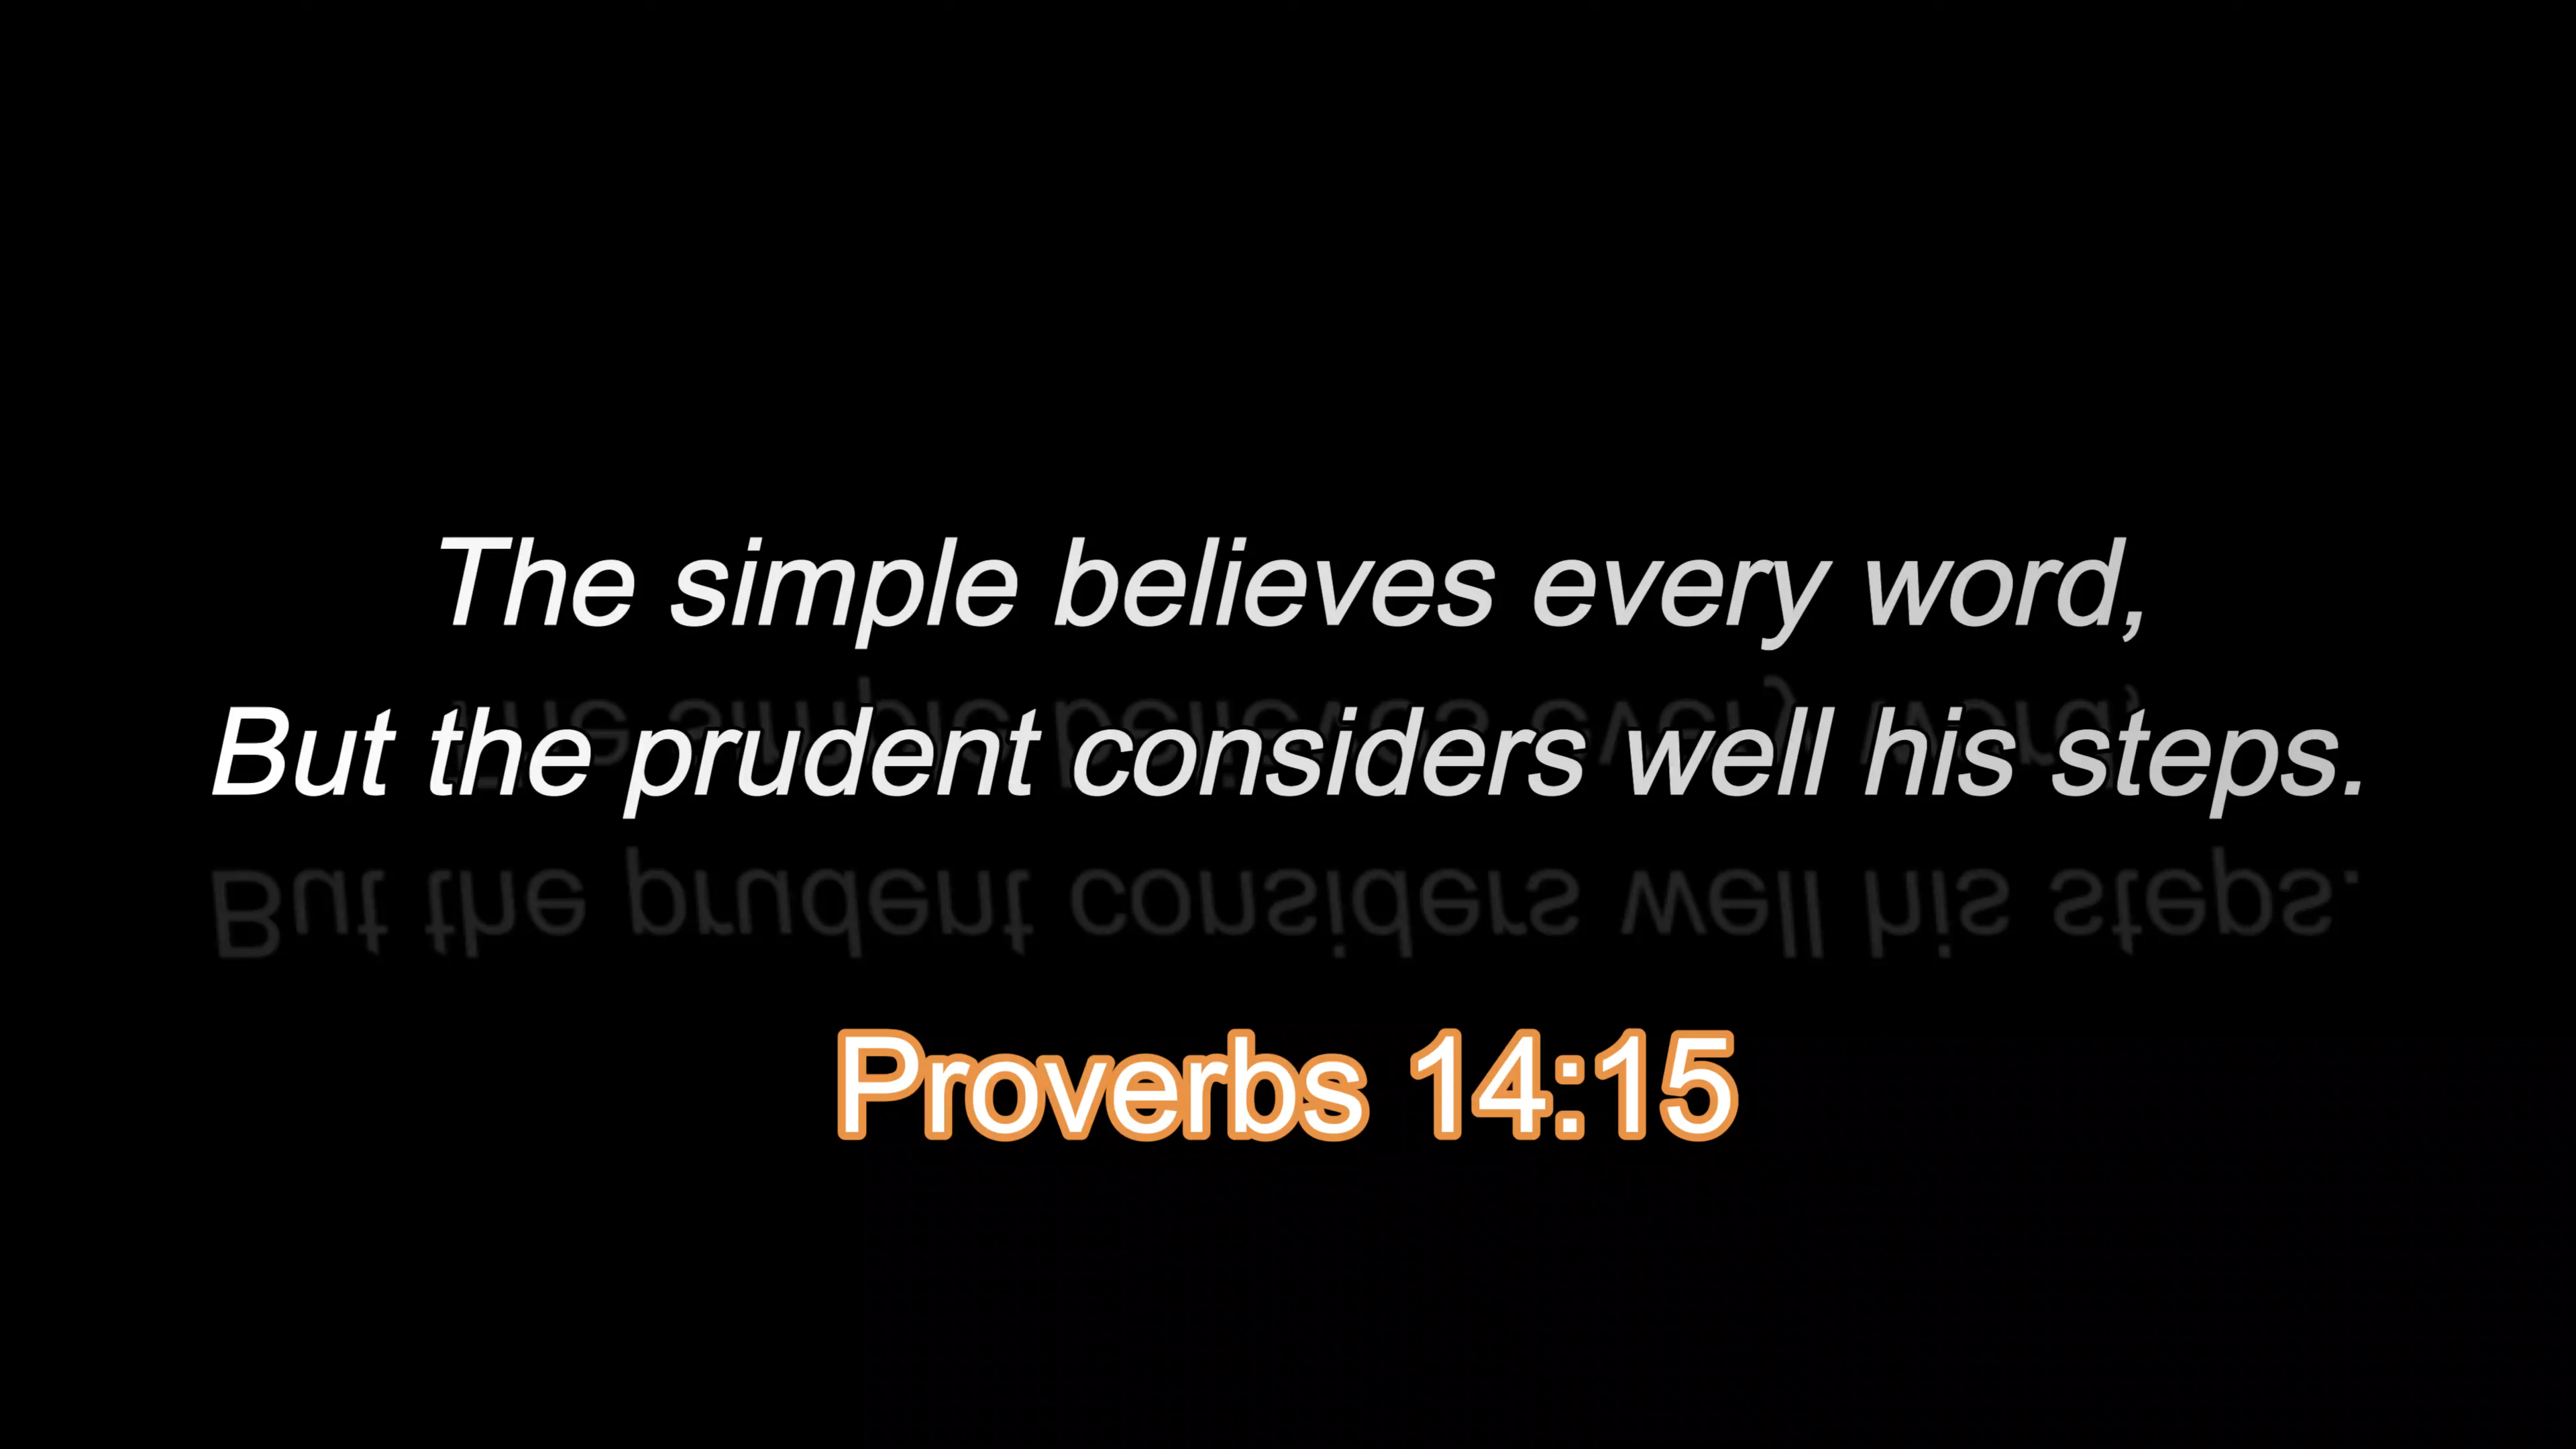 The simple believes every word,
But the prudent considers well his steps.
Proverbs 14:15